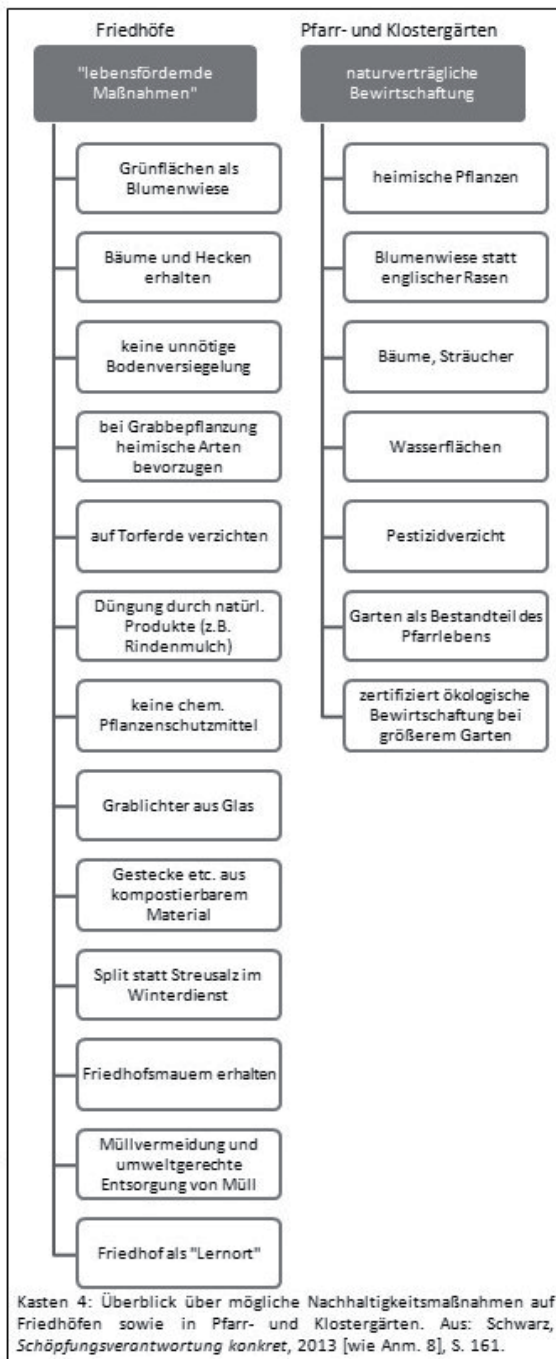 Friedhöfe
"lebensfördernde
Maßnahmen"
Grünflächen als
Blumenwiese
Bäume und Hecken
erhalten
keine unnötige
Bodenversiegelung
bei Grabbepflanzung
heimische Arten
bevorzugen
auf Torferde verzichten
Düngung durch natürl.
Produkte (z.B.
Rindenmulch)
keine chem.
Pflanzenschutzmittel
Grablichter aus Glas
Gestecke etc. aus
kompostierbarem
Material
Split statt Streusalz im
Winterdienst
Friedhofsmauern erhalten
Müllvermeidung und
umweltgerechte
Entsorgung von Müll
Friedhof als "Lernort"
Pfarr- und Klostergärten
naturverträgliche
Bewirtschaftung
heimische Pflanzen
Blumenwiese statt
englischer Rasen
Bäume, Sträucher
Wasserflächen
Pestizidverzicht
Garten als Bestandteil des
Pfarrlebens
zertifiziert ökologische
Bewirtschaftung bei
größerem Garten
Kasten 4: Überblick über mögliche Nachhaltigkeitsmaßnahmen auf
Friedhöfen sowie in Pfarr- und Klostergärten. Aus: Schwarz,
Schöpfungsverantwortung konkret, 2013 [wie Anm. 8], S. 161.